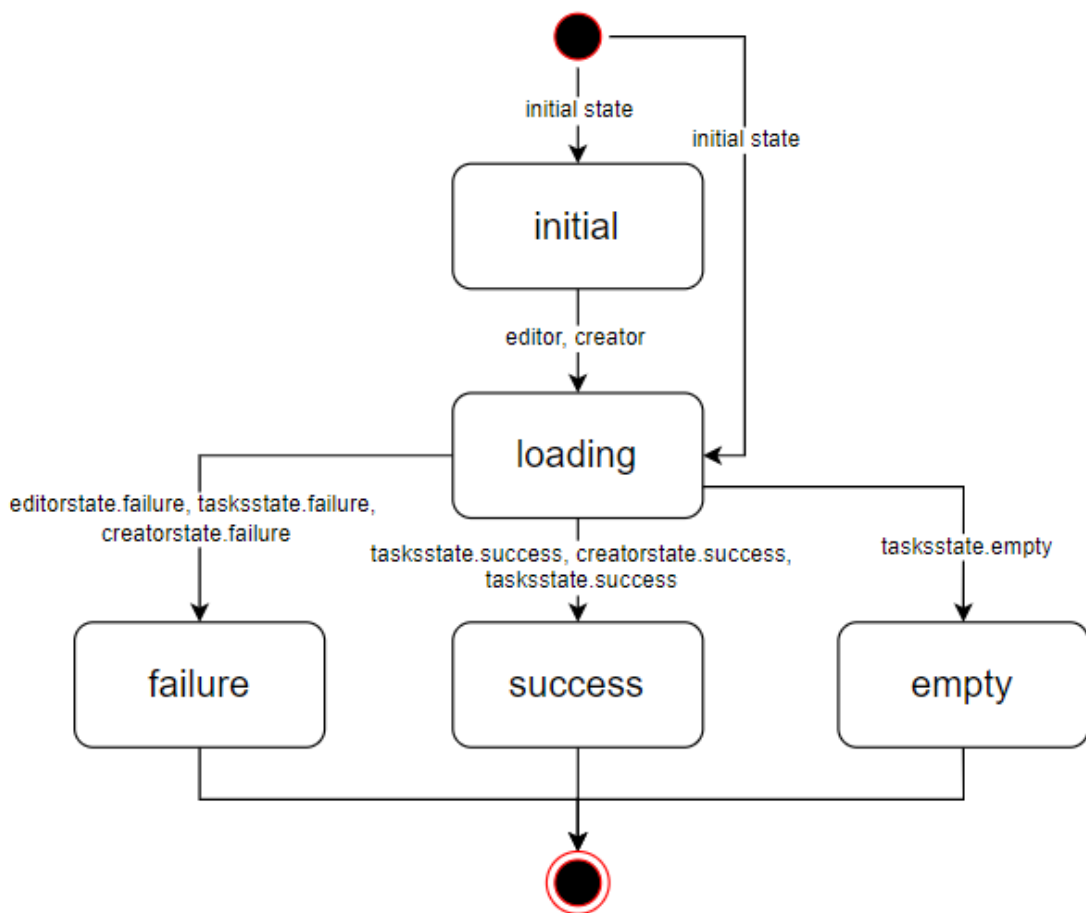 initial state
initial state
initial
editor, creator
loading
editorstate.failure, tasksstate.failure,
creatorstate.failure
tasksstate.success, creatorstate.success,
tasksstate.success
tasksstate.empty
failure
success
empty